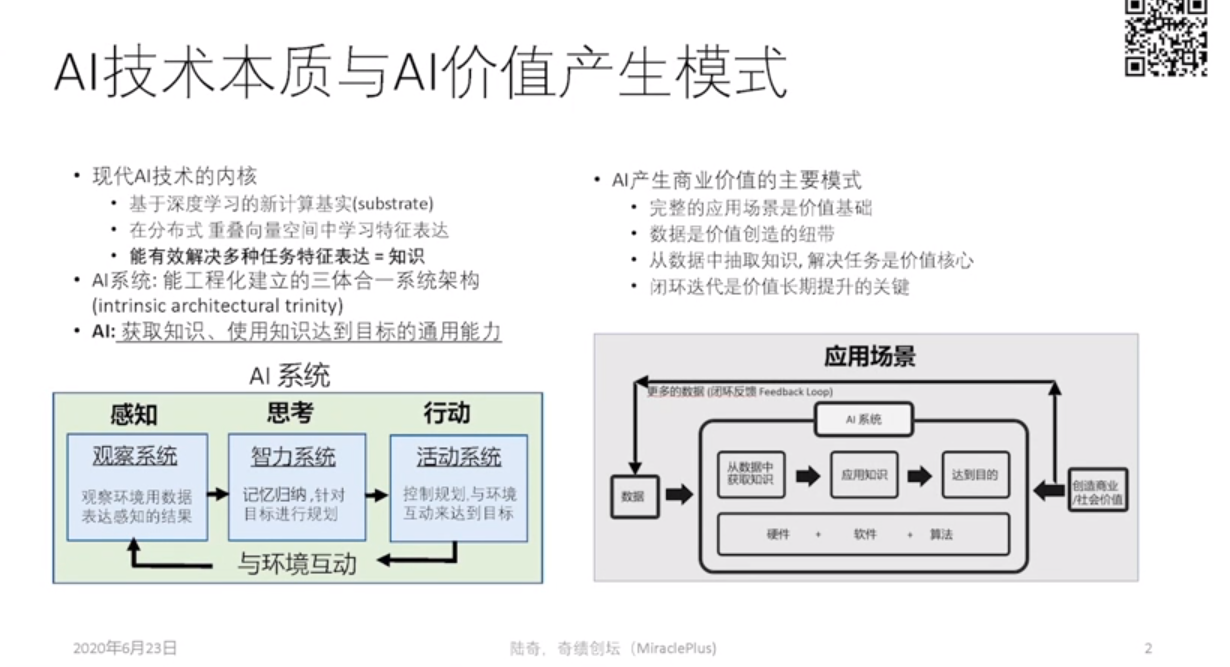 AI技术本质与AI价值产生模式
• 现代AI技术的内核
• 基于深度学习的新计算基实(substrate)
• 在分布式 重叠向量空间中学习特征表达
• 能有效解决多种任务特征表达 = 知识
• AI系统: 能工程化建立的三体合一系统架构
(intrinsic architectural trinity)
• AI: 获取知识、使用知识达到目标的通用能力
AI 系统
感知
思考
行动
观察系统
观察环境用数据
表达感知的结果
智力系统
记忆归纳,针对
目标进行规划
活动系统
控制规划,与环境
互动来达到目标
与环境互动
• AI产生商业价值的主要模式
• 完整的应用场景是价值基础
• 数据是价值创造的纽带
• 从数据中抽取知识, 解决任务是价值核心
• 闭环迭代是价值长期提升的关键
应用场景
更多的数据 (闭环反馈 Feedback Loop)
AI 系统
数据
从数据中
获取知识
应用知识
达到目的
创造商业
/社会价值
硬件 + 软件 + 算法
2020年6月23日
陆奇, 奇绩创坛 (MiraclePlus)
2